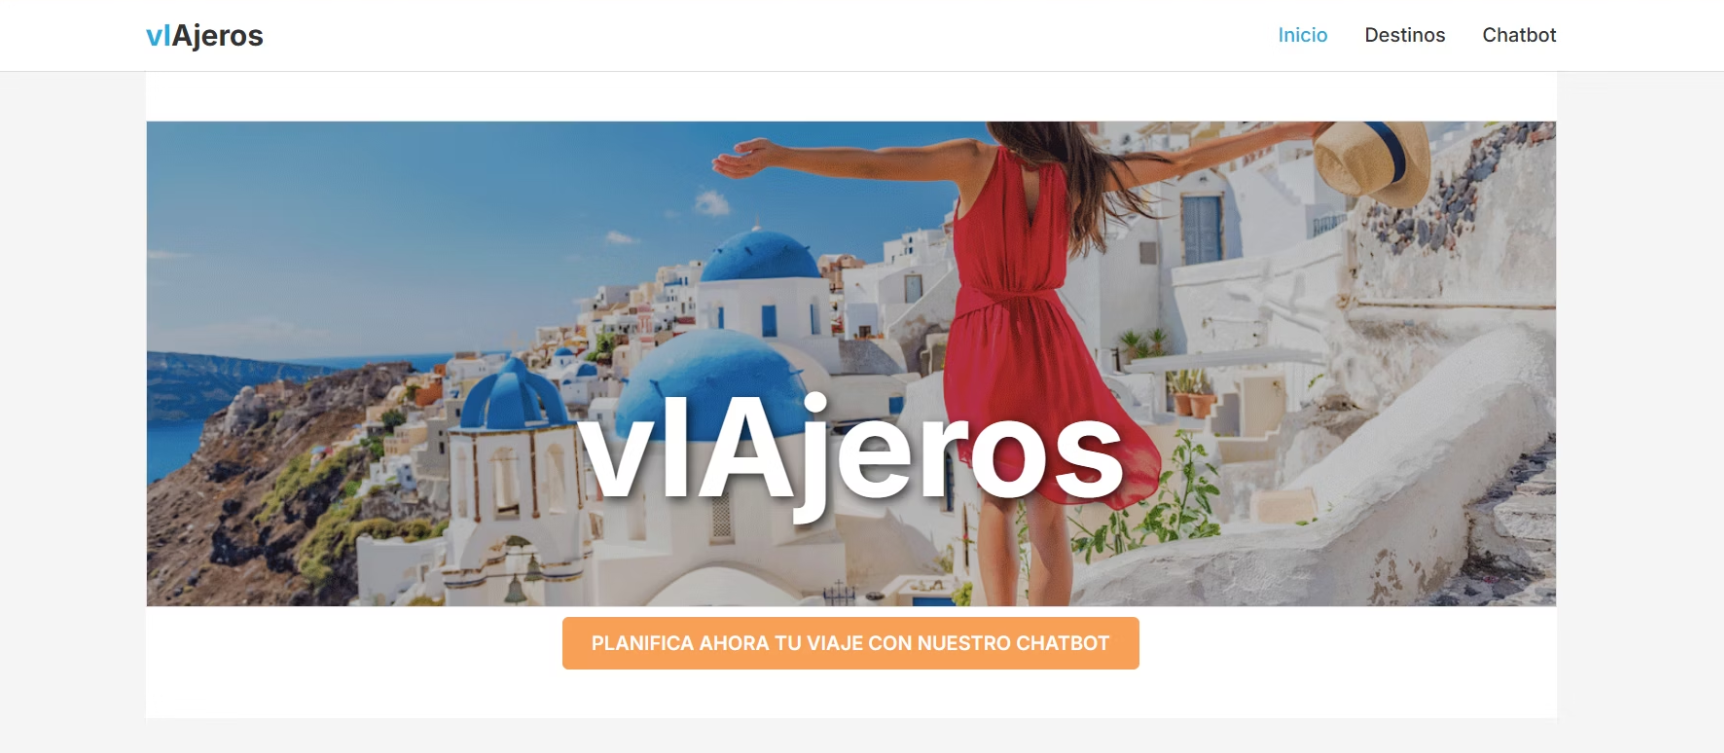 vIAjeros
Inicio Destinos Chatbot
vIAjeros
PLANIFICA AHORA TU VIAJE CON NUESTRO CHATBOT